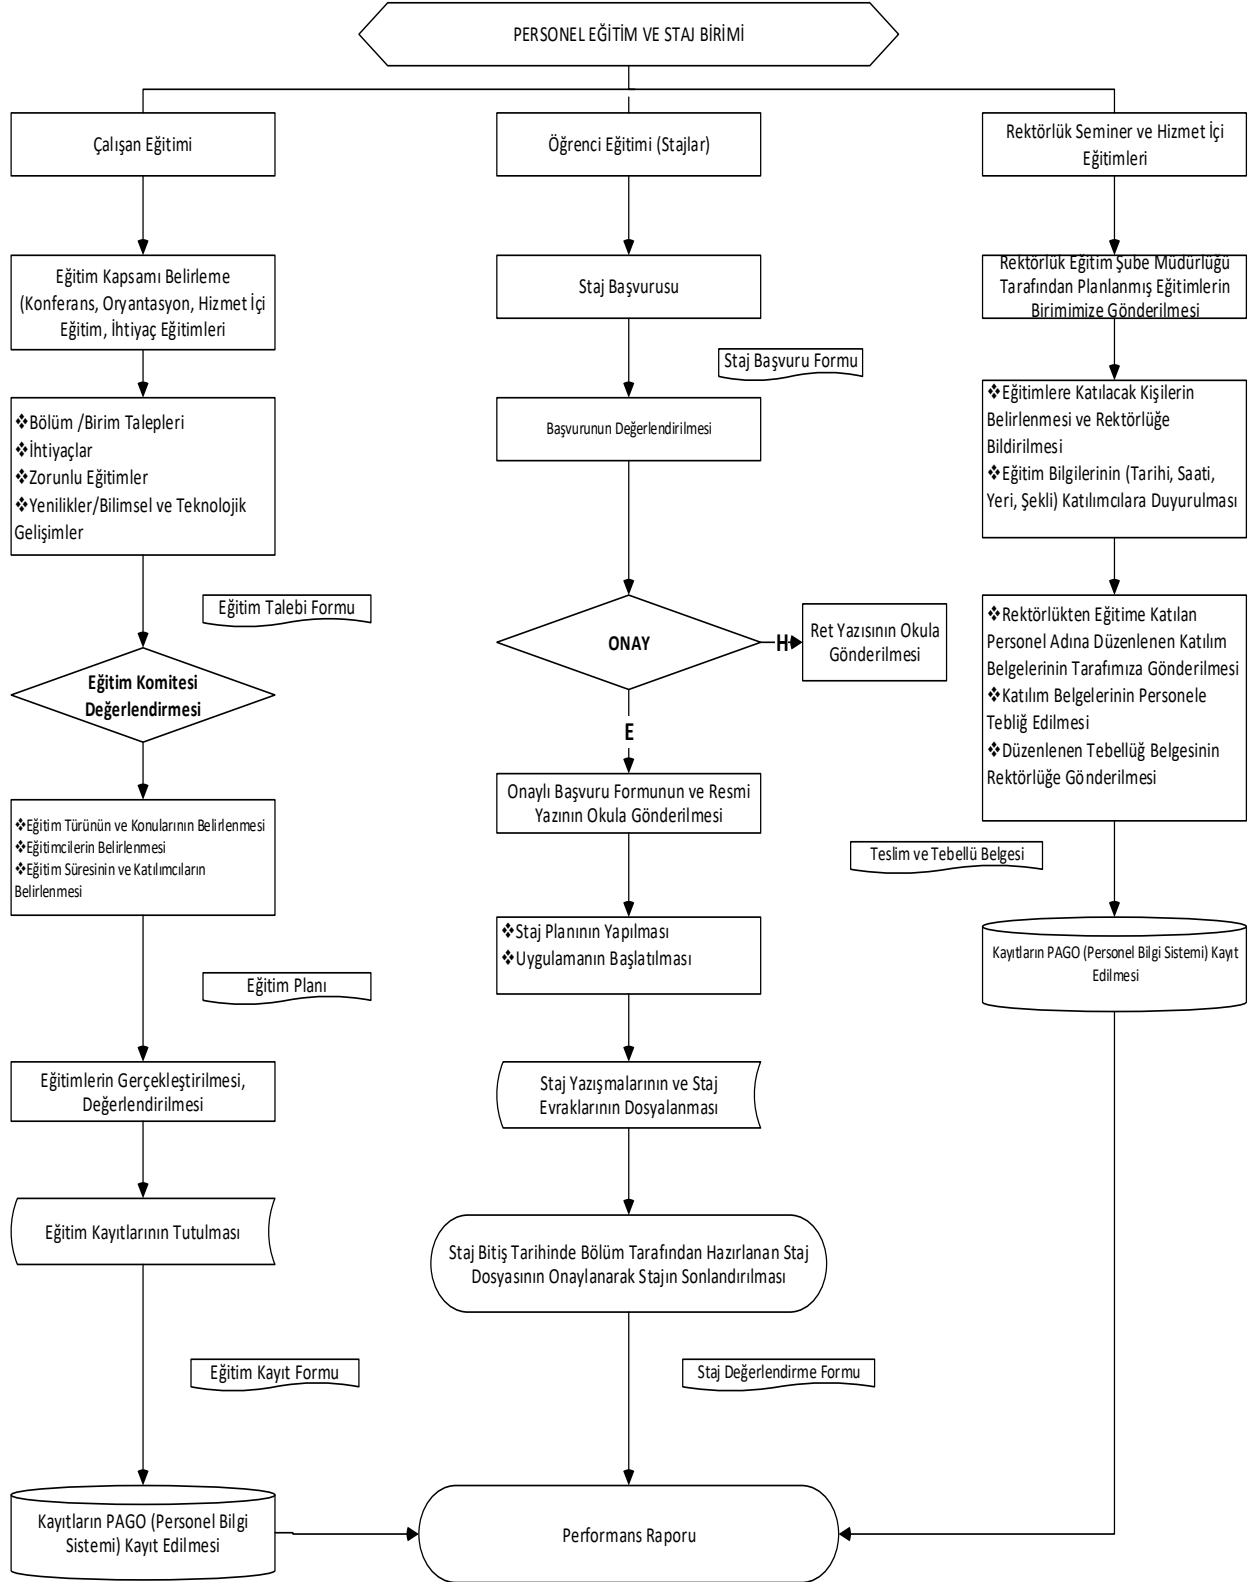 PERSONEL EĞİTİM VE STAJ BİRİMİ
Çalışan Eğitimi
Eğitim Kapsamı Belirleme
(Konferans, Oryantasyon, Hizmet İçi
Eğitim, İhtiyaç Eğitimleri
❖Bölüm /Birim Talepleri
❖İhtiyaçlar
❖Zorunlu Eğitimler
❖Yenilikler/Bilimsel ve Teknolojik
Gelişimler
Eğitim Talebi Formu
Eğitim Komitesi
Değerlendirmesi
❖Eğitim Türünün ve Konularının Belirlenmesi
❖Eğitimcilerin Belirlenmesi
❖Eğitim Süresinin ve Katılımcıların
Belirlenmesi
Eğitim Planı
Eğitimlerin Gerçekleştirilmesi,
Değerlendirilmesi
Eğitim Kayıtlarının Tutulması
Eğitim Kayıt Formu
Kayıtların PAGO (Personel Bilgi
Sistemi) Kayıt Edilmesi
Öğrenci Eğitimi (Stajlar)
Staj Başvurusu
Staj Başvuru Formu
Başvurunun Değerlendirilmesi
ONAY
H
Ret Yazısının Okula
Gönderilmesi
E
Onaylı Başvuru Formunun ve Resmi
Yazının Okula Gönderilmesi
❖Staj Planının Yapılması
❖Uygulamanın Başlatılması
Staj Yazışmalarının ve Staj
Evraklarının Dosyalanması
Staj Bitiş Tarihinde Bölüm Tarafından Hazırlanan Staj
Dosyasının Onaylanarak Stajın Sonlandırılması
Staj Değerlendirme Formu
Performans Raporu
Rektörlük Seminer ve Hizmet İçi
Eğitimleri
Rektörlük Eğitim Şube Müdürlüğü
Tarafından Planlanmış Eğitimlerin
Birimimize Gönderilmesi
❖Eğitimlere Katılacak Kişilerin
Belirlenmesi ve Rektörlüğe
Bildirilmesi
❖Eğitim Bilgilerinin (Tarihi, Saati,
Yeri, Şekli) Katılımcılara Duyurulması
❖Rektörlükten Eğitime Katılan
Personel Adına Düzenlenen Katılım
Belgelerinin Tarafımıza Gönderilmesi
❖Katılım Belgelerinin Personele
Tebliğ Edilmesi
❖Düzenlenen Tebellüğ Belgesinin
Rektörlüğe Gönderilmesi
Teslim ve Tebellü Belgesi
Kayıtların PAGO (Personel Bilgi Sistemi) Kayıt
Edilmesi